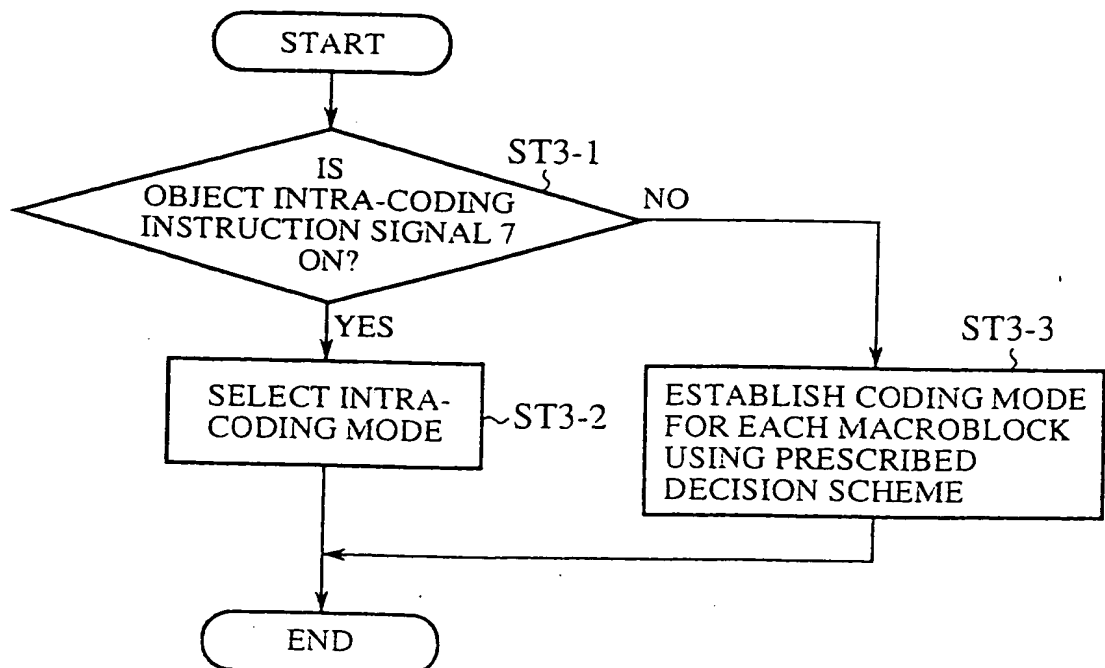 START
ST3-1
IS
OBJECT INTRA-CODING
INSTRUCTION SIGNAL 7
ON?
NO
YES
SELECT INTRA-
CODING MODE
ST3-2
ST3-3
ESTABLISH CODING MODE
FOR EACH MACROBLOCK
USING PRESCRIBED
DECISION SCHEME
END